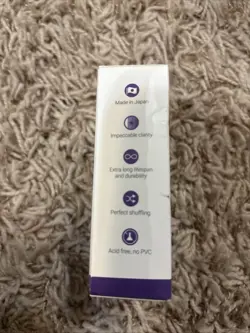 Made in Japan
Impeccable clarity
Extra long lifespan
and durability
Perfect shuffling
Acid free, no PVC